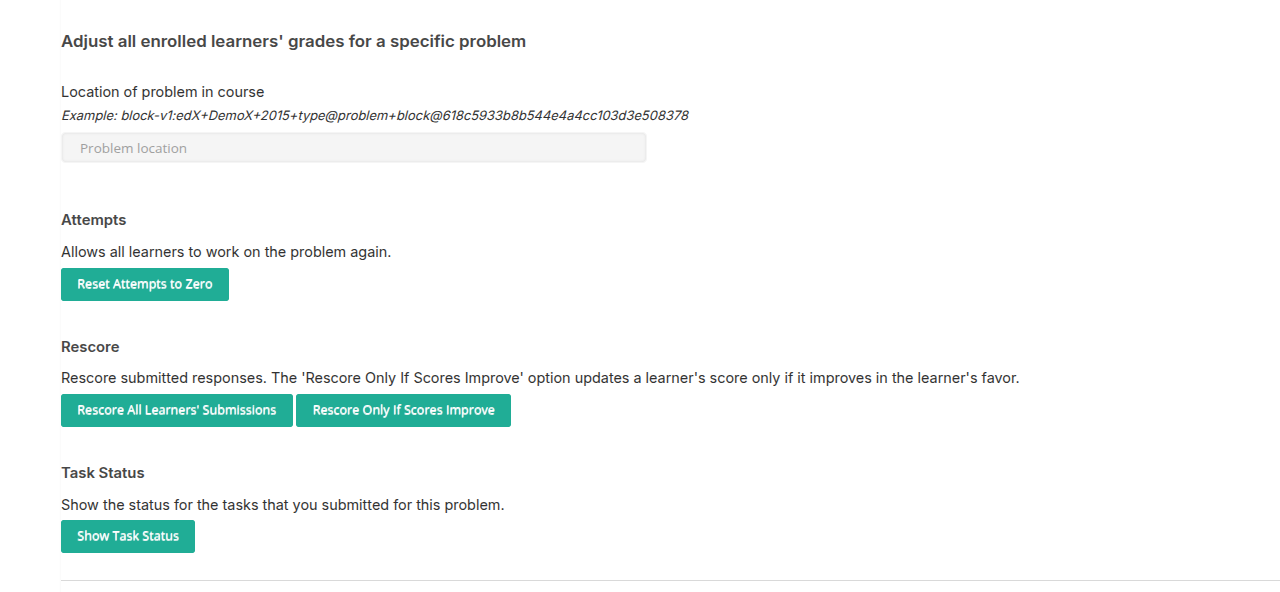 Adjust all enrolled learners' grades for a specific problem
Location of problem in course
Example: block-v1:edX+DemoX+2015+type@problem+block@618c5933b8b544e4a4cc103d3e508378
Problem location
Attempts
Allows all learners to work on the problem again.
Reset Attempts to Zero
Rescore
Rescore submitted responses. The 'Rescore Only If Scores Improve' option updates a learner's score only if it improves in the learner's favor.
Rescore All Learners' Submissions Rescore Only If Scores Improve
Task Status
Show the status for the tasks that you submitted for this problem.
Show Task Status